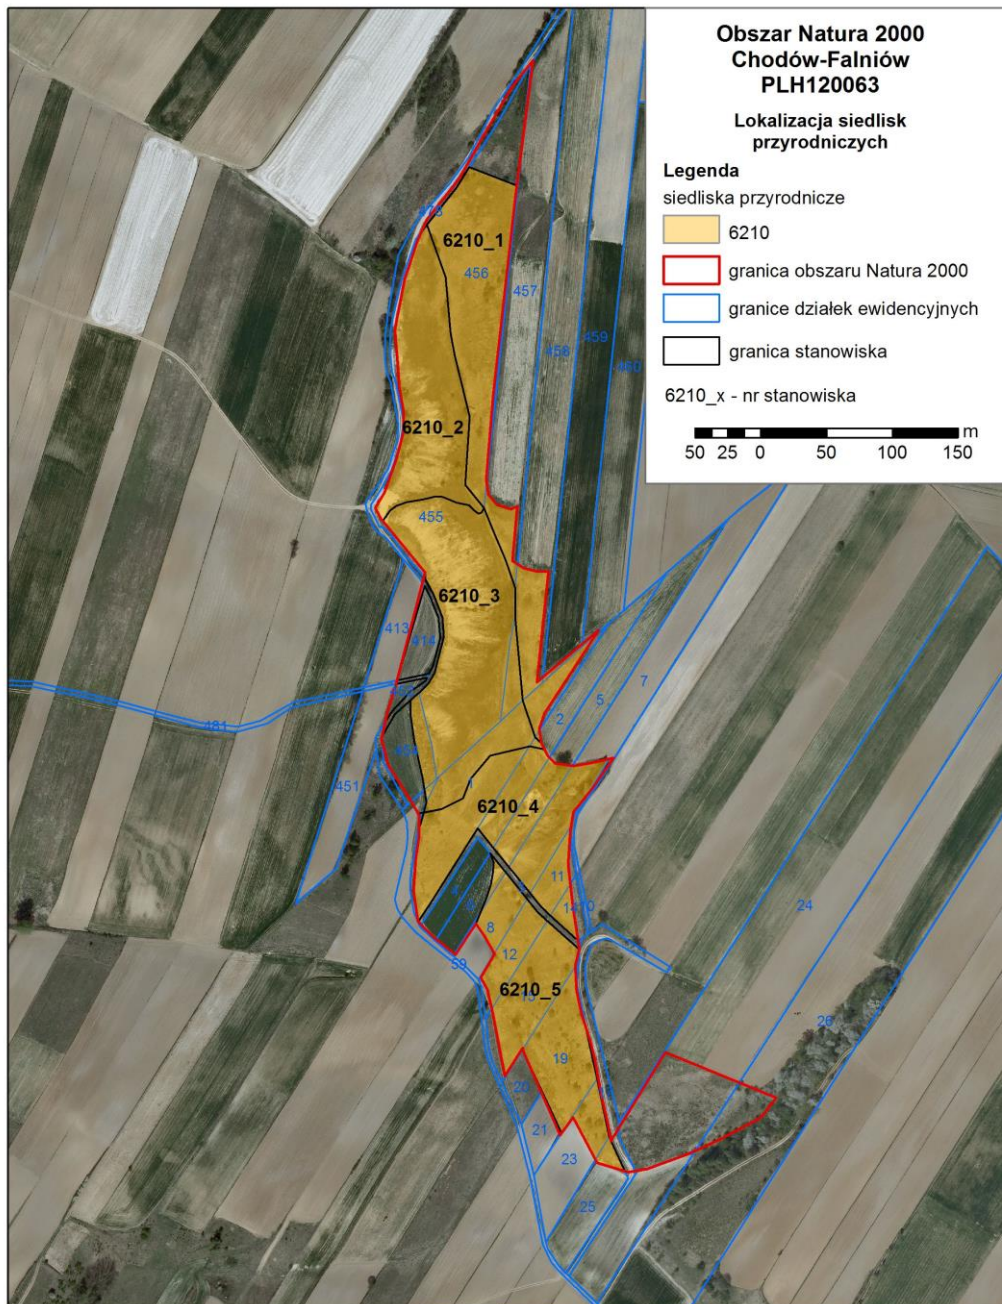 Obszar Natura 2000
Chodów-Falniów
PLH120063
Lokalizacja siedlisk
przyrodniczych
Legenda
siedliska przyrodnicze
6210
granica obszaru Natura 2000
granice działek ewidencyjnych
granica stanowiska
6210_x - nr stanowiska
50 25 0 50 100 150 m
6210_1
456
457
458
459
460
6210_2
455
6210_3
413
414
481
451
2
5
7
1
6210_4
11
14
24
8
12
59
6210_5
19
26
20
21
23
25